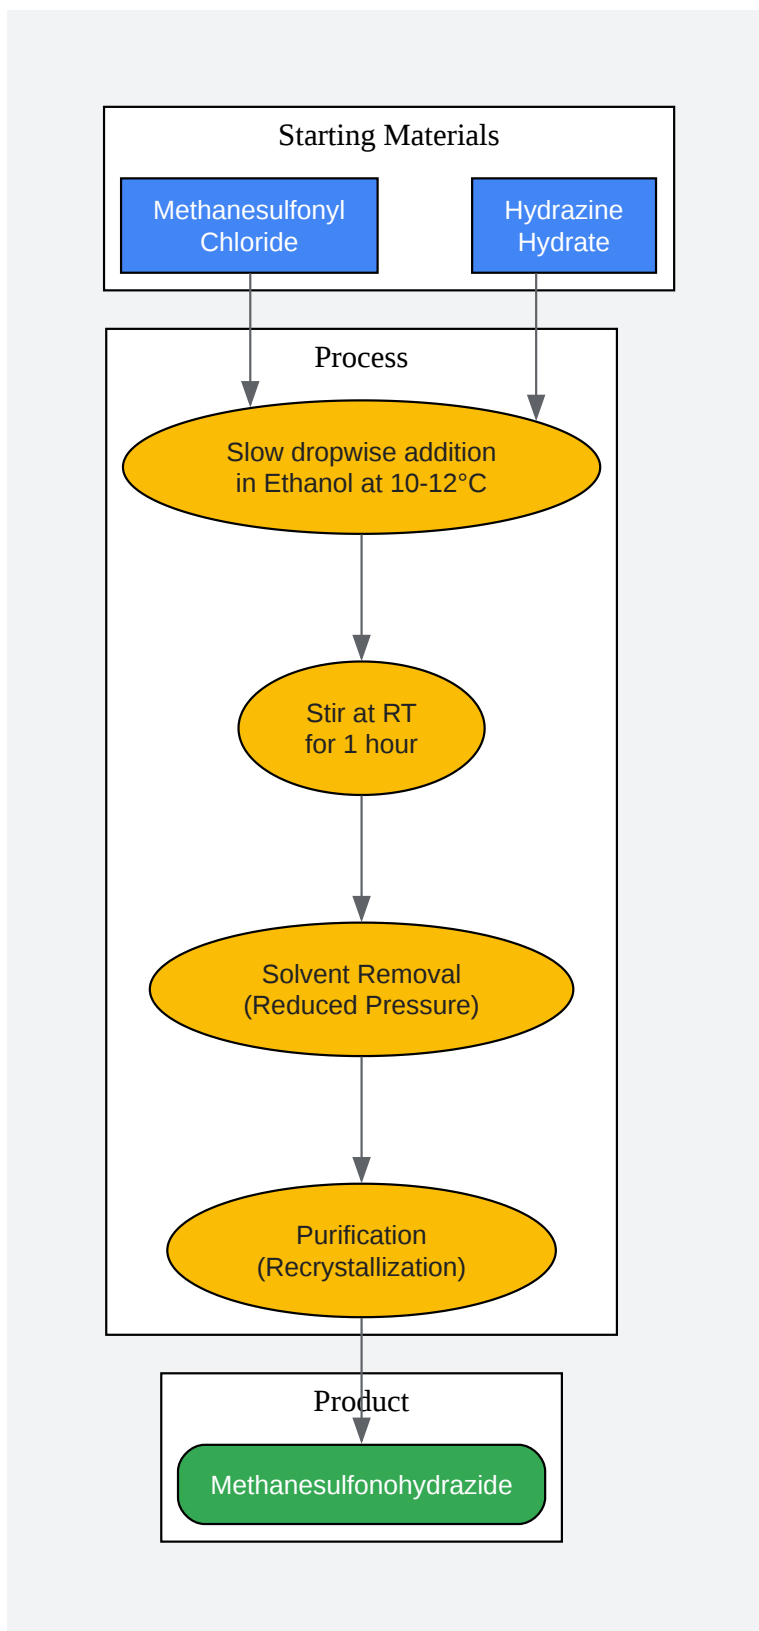 Starting Materials
Methanesulfonyl
Chloride
Hydrazine
Hydrate
Process
Slow dropwise addition
in Ethanol at 10-12°C
Stir at RT
for 1 hour
Solvent Removal
(Reduced Pressure)
Purification
(Recrystallization)
Product
Methanesulfonohydrazide